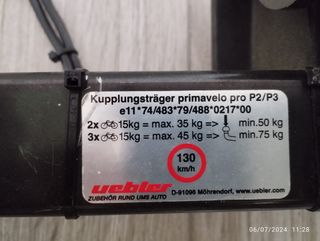 Kupplungsträger primavelo pro P2/P3
e11*74/483*79/488*0217*00
2x 15kg = max. 35 kg => min.50 kg
3x 15kg = max. 45 kg => min.75 kg
130
km/h
uebler
ZUBEHÖR RUND UMS AUTO
D-91096 Möhrendorf, www.uebler.com
06/07/2024 11:28